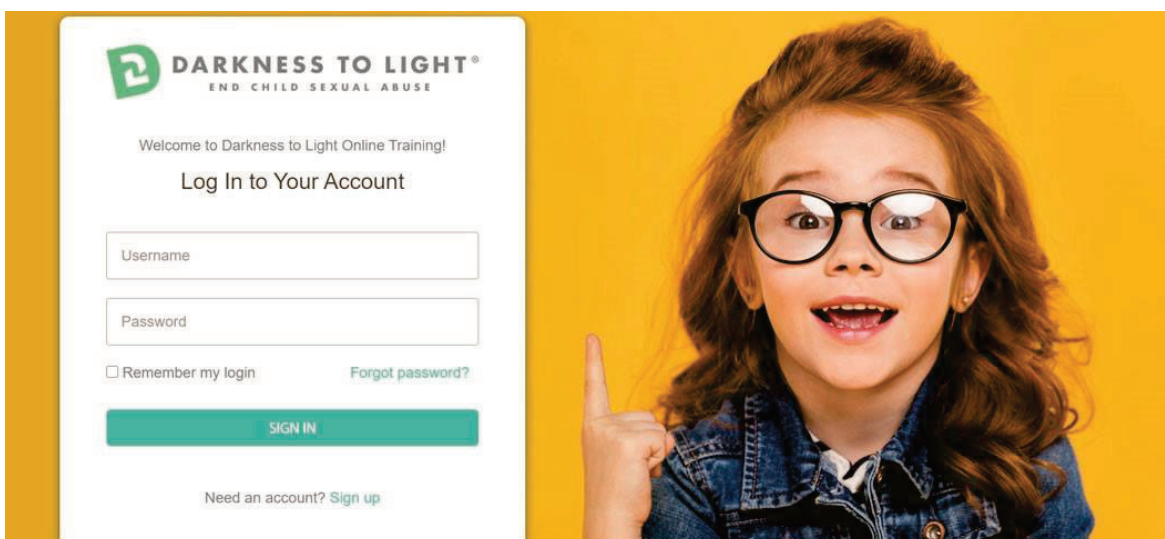 DARKNESS TO LIGHT®
END CHILD SEXUAL ABUSE
Welcome to Darkness to Light Online Training!
Log In to Your Account
Username
Password
Remember my login
Forgot password?
SIGN IN
Need an account? Sign up